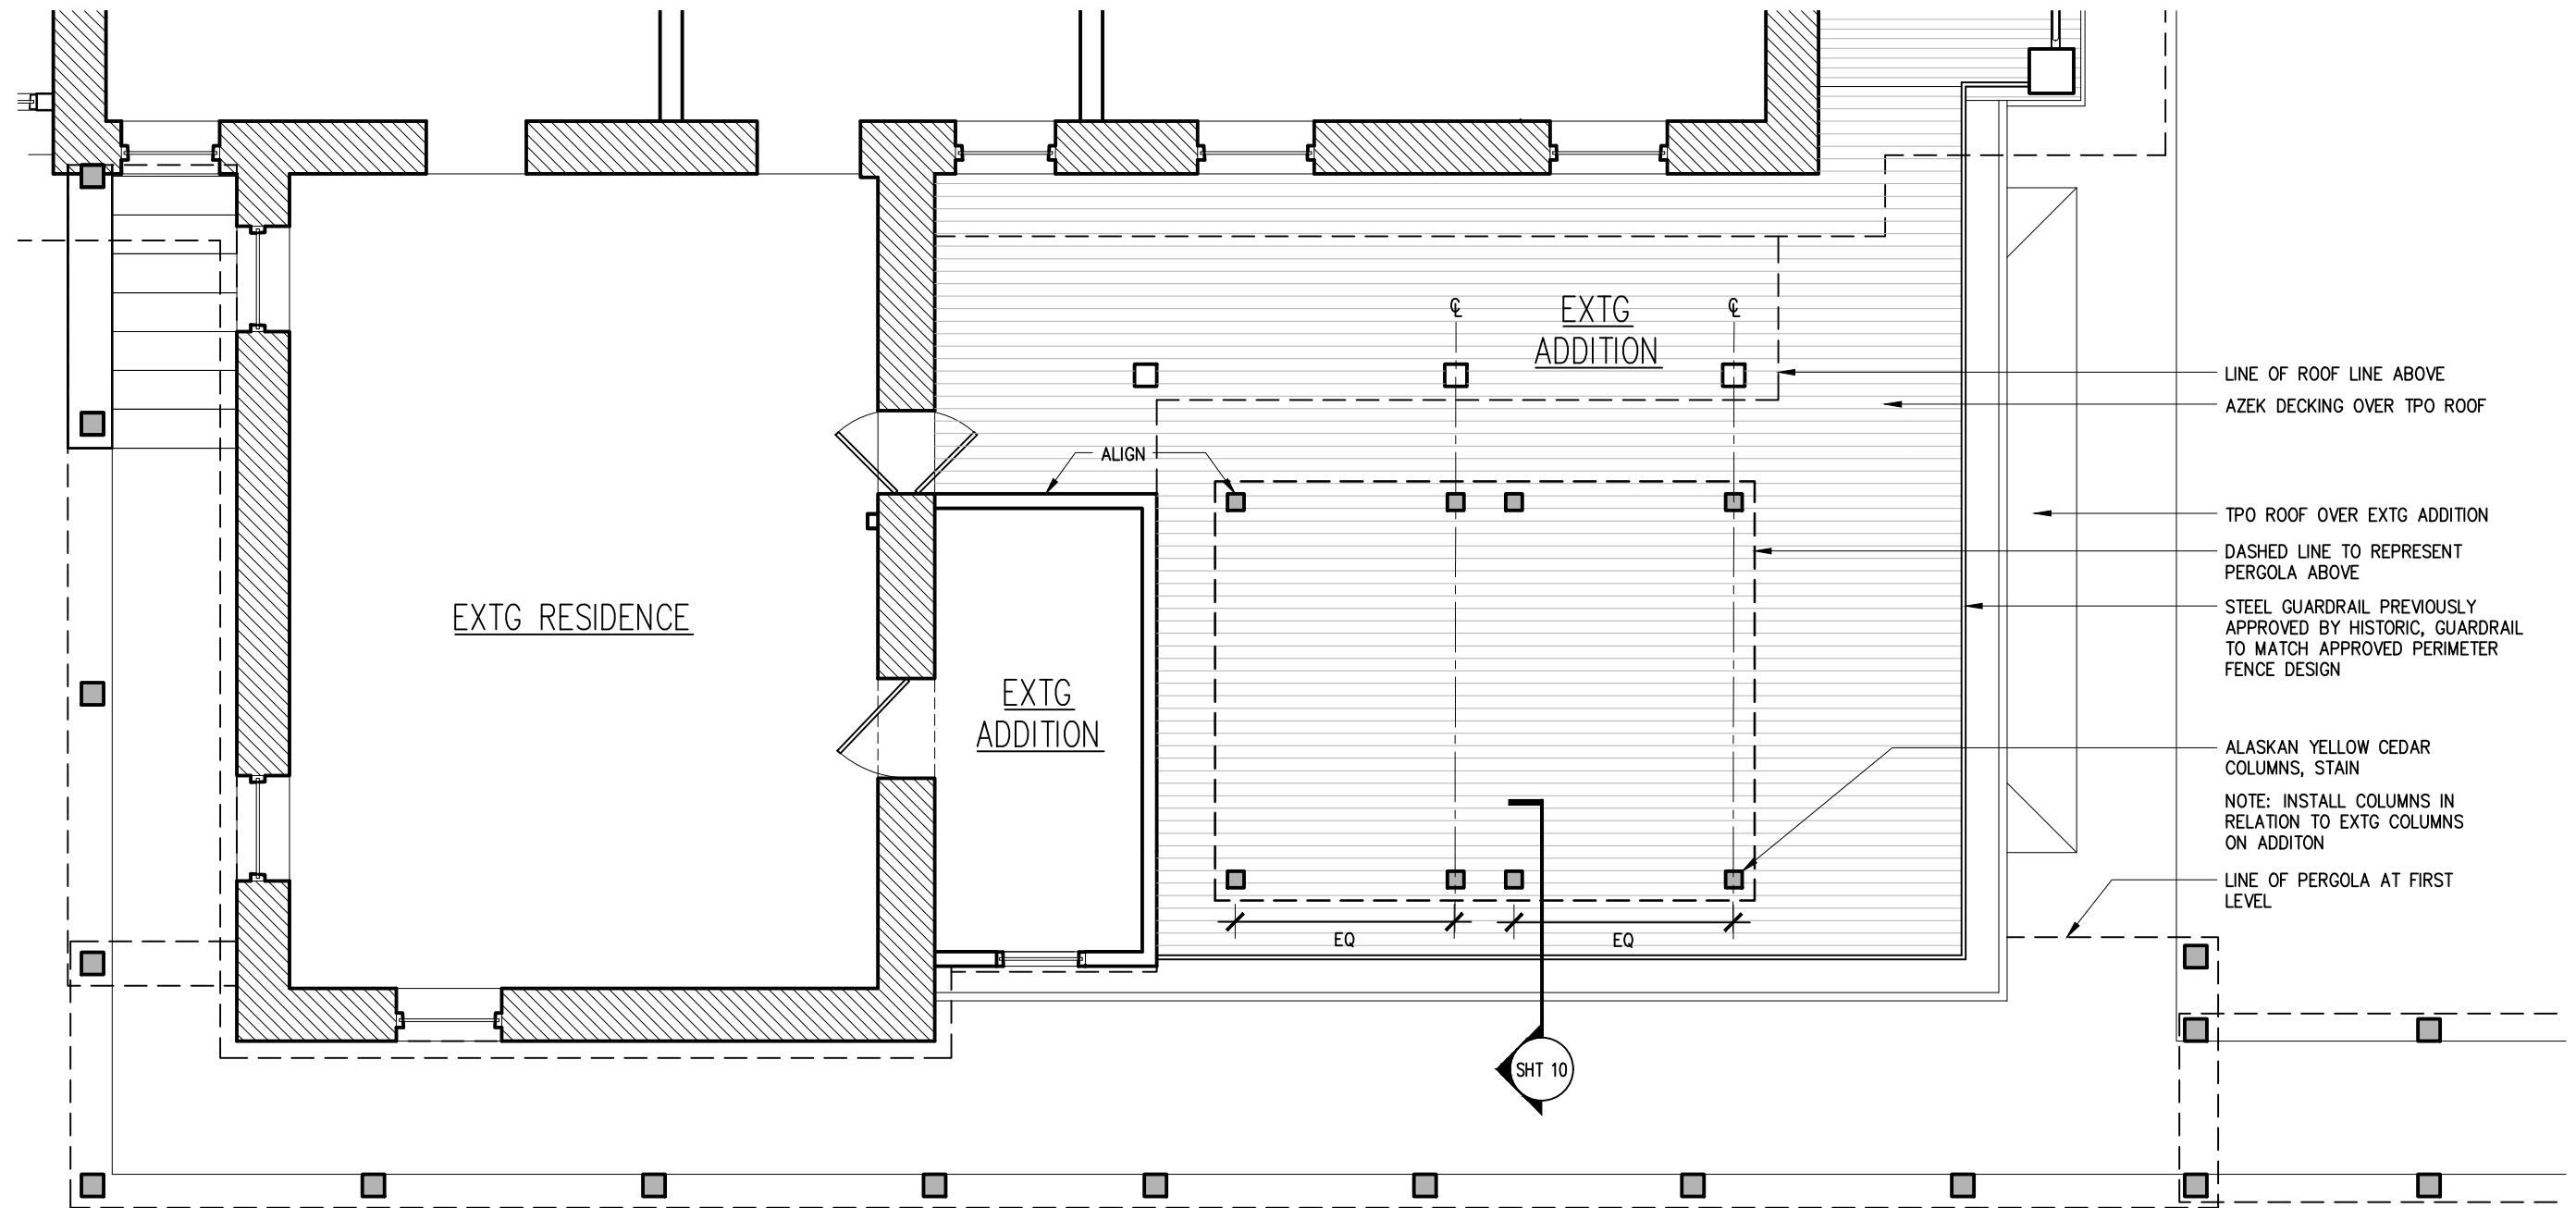 ℄
℄
EXTG
ADDITION
LINE OF ROOF LINE ABOVE
AZEK DECKING OVER TPO ROOF
ALIGN
TPO ROOF OVER EXTG ADDITION
DASHED LINE TO REPRESENT
PERGOLA ABOVE
EXTG RESIDENCE
STEEL GUARDRAIL PREVIOUSLY
APPROVED BY HISTORIC, GUARDRAIL
TO MATCH APPROVED PERIMETER
FENCE DESIGN
EXTG
ADDITION
ALASKAN YELLOW CEDAR
COLUMNS, STAIN
NOTE: INSTALL COLUMNS IN
RELATION TO EXTG COLUMNS
ON ADDITON
LINE OF PERGOLA AT FIRST
LEVEL
EQ
EQ
SHT 10